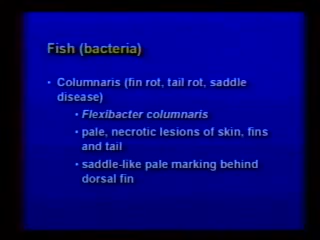 Fish (bacteria)
• Columnaris (fin rot, tail rot, saddle
disease)
• Flexibacter columnaris
• pale, necrotic lesions of skin, fins
and tail
• saddle-like pale marking behind
dorsal fin